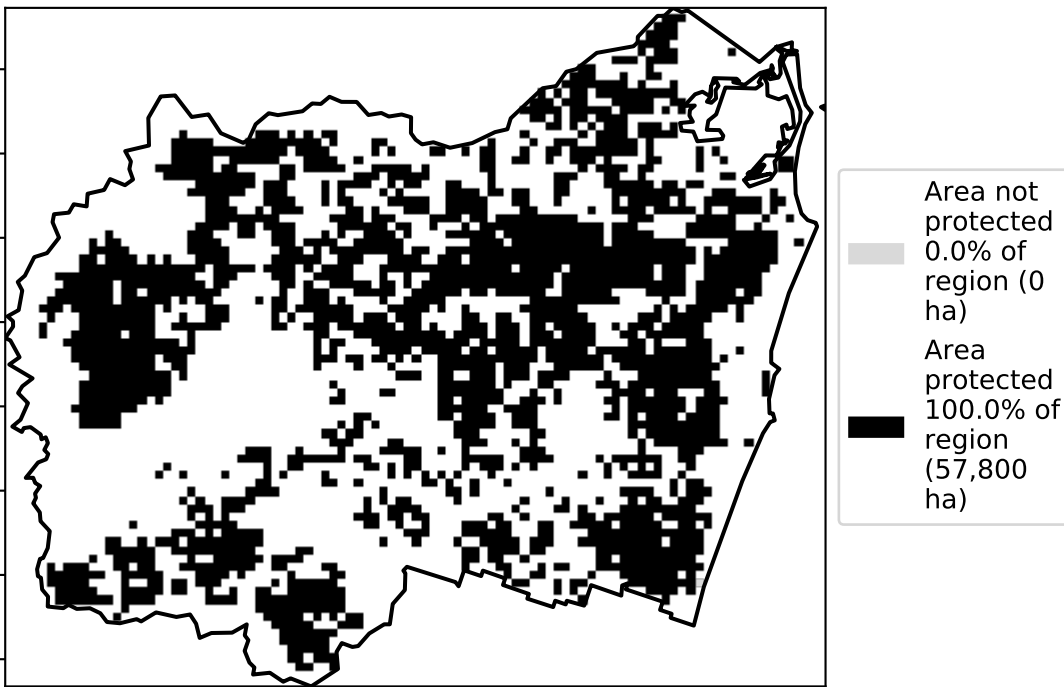 Area not
protected
0.0% of
region (0
ha)
Area
protected
100.0% of
region
(57,800
ha)